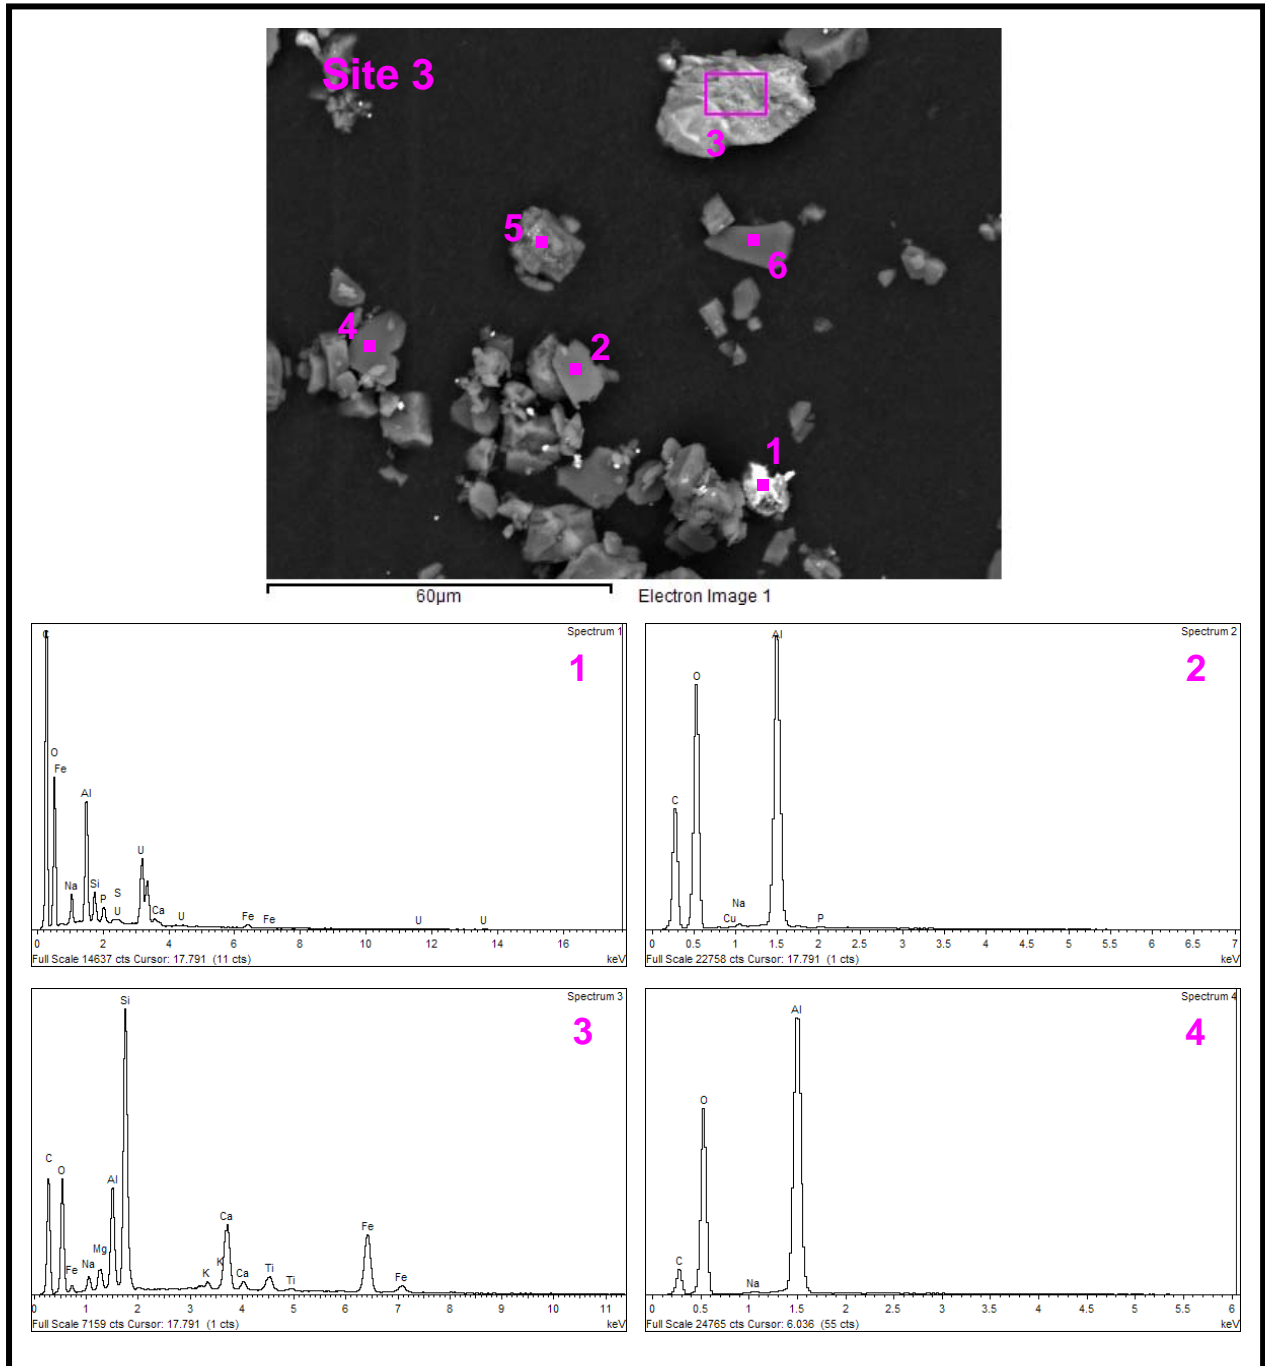 Site 3
3
5
6
4
2
1
60µm
Electron Image 1
Spectrum 1
1
C
O
Fe
Al
Na
Si
P
S
U
U
Ca
U
Fe
Fe
U
U
0 2 4 6 8 10 12 14 16
Full Scale 14637 cts Cursor: 17.791 (11 cts) keV
Spectrum 2
2
Al
O
C
Na
Cu
P
0 0.5 1 1.5 2 2.5 3 3.5 4 4.5 5 5.5 6 6.5 7
Full Scale 22758 cts Cursor: 17.791 (1 cts) keV
Spectrum 3
3
Si
C
O
Al
Mg
Fe
Na
Ca
K
K
Ca
Ti
Ti
Fe
Fe
0 1 2 3 4 5 6 7 8 9 10 11
Full Scale 7159 cts Cursor: 17.791 (1 cts) keV
Spectrum 4
4
Al
O
C
Na
0 0.5 1 1.5 2 2.5 3 3.5 4 4.5 5 5.5 6
Full Scale 24765 cts Cursor: 6.036 (55 cts) keV